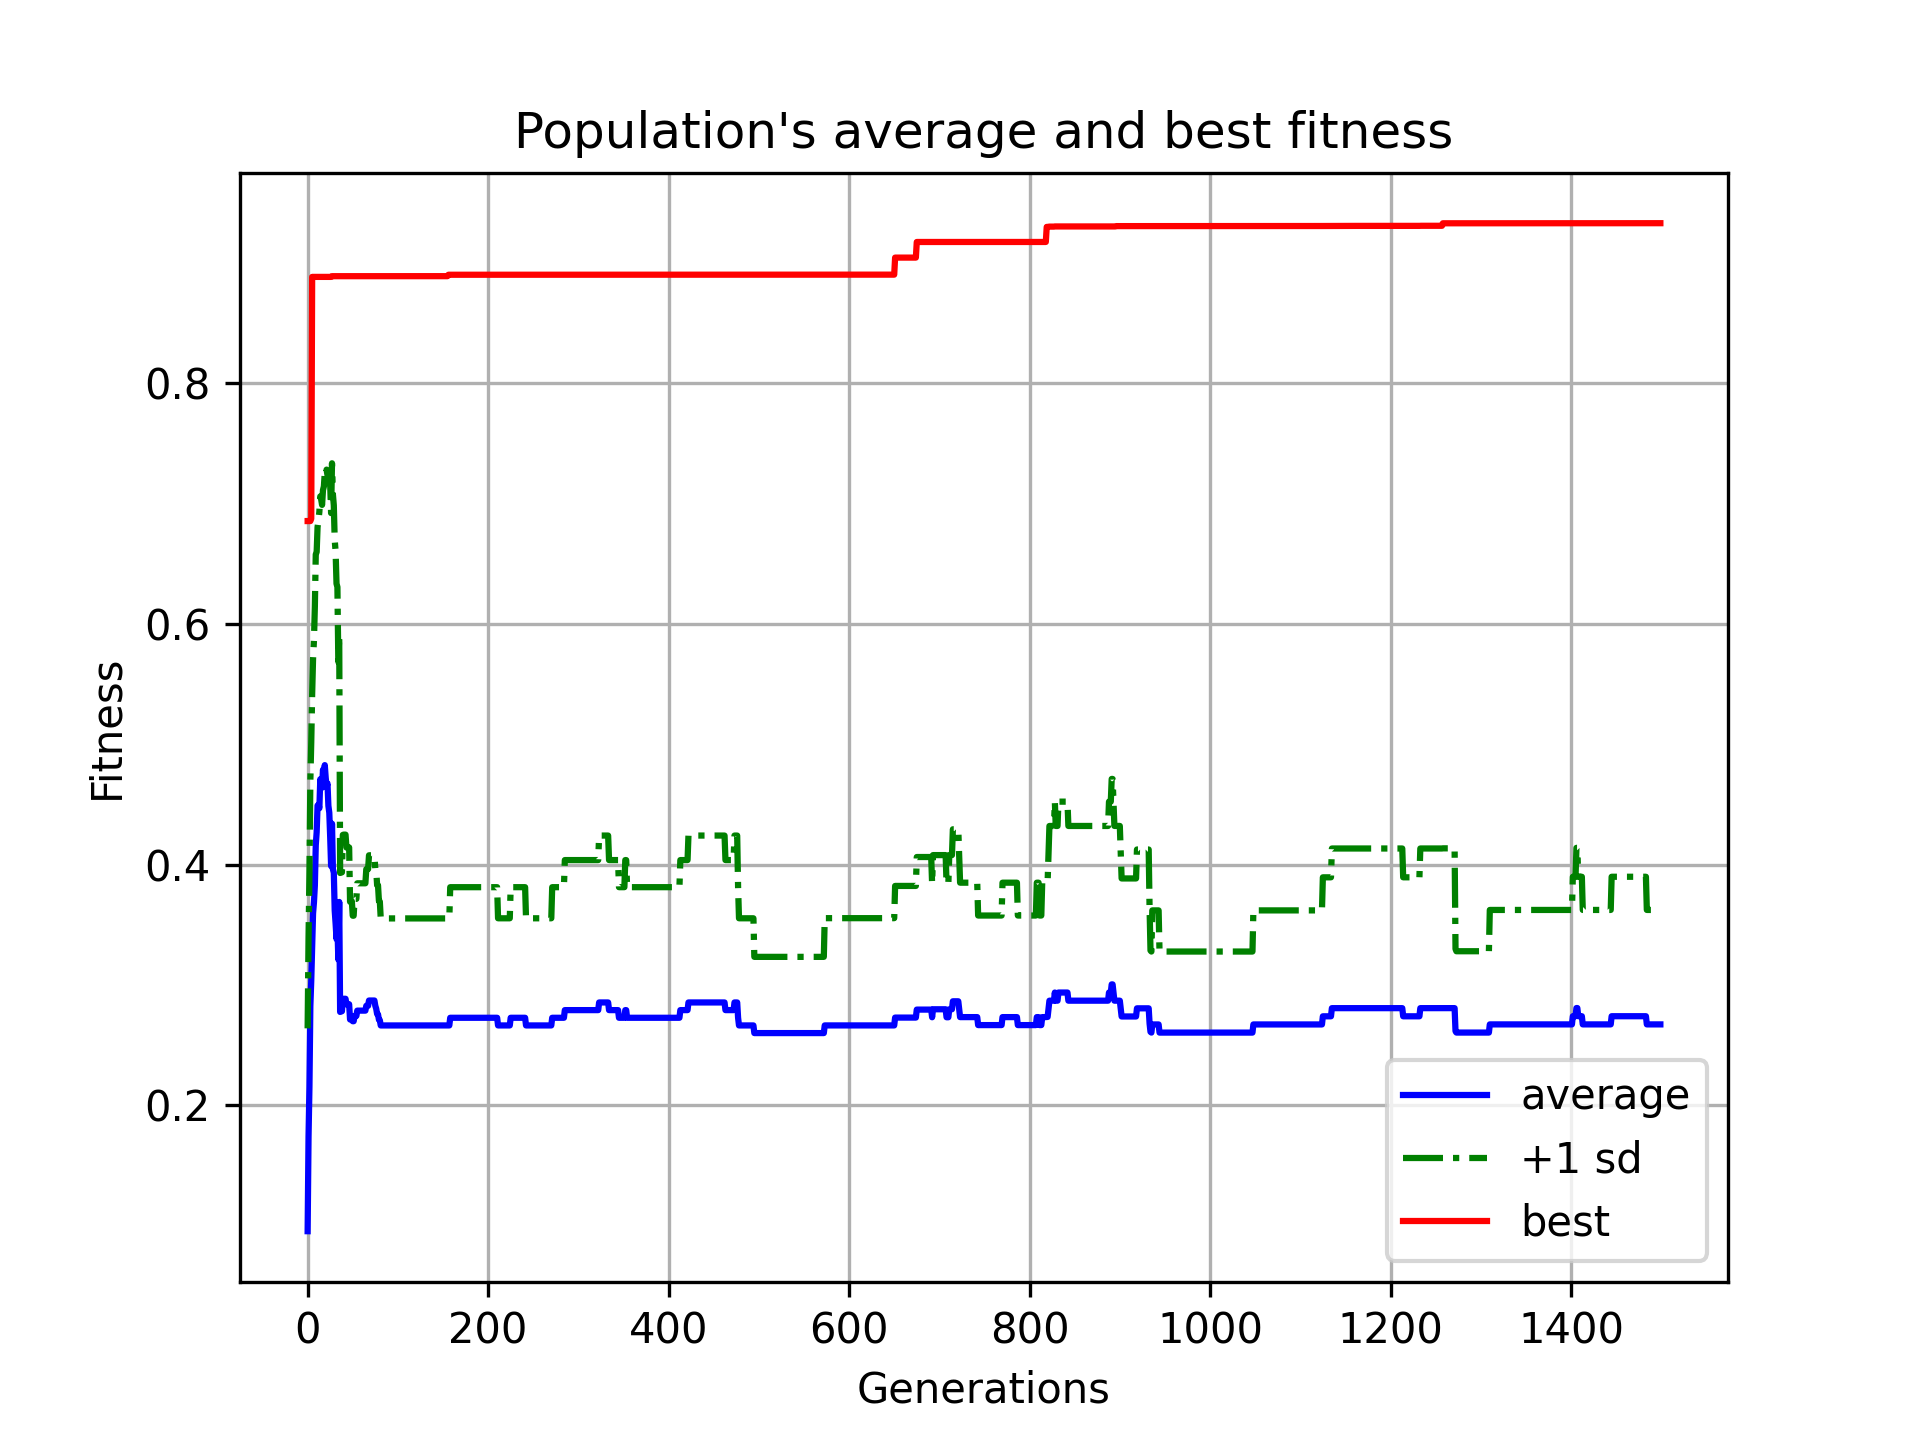 Population's average and best fitness
Fitness
0.8
0.6
0.4
0.2
0 200 400 600 800 1000 1200 1400
Generations
average
+1 sd
best